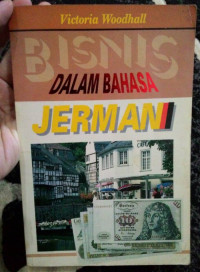 Victoria Woodhall
BISNIS
DALAM BAHASA
JERMAN